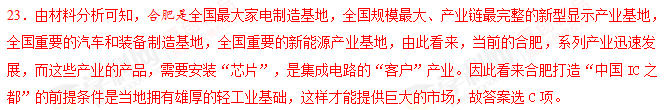 23．由材料分析可知，合肥是全国最大家电制造基地，全国规模最大、产业链最完整的新型显示产业基地，
全国重要的汽车和装备制造基地，全国重要的新能源产业基地，由此看来，当前的合肥，系列产业迅速发
展，而这些产业的产品，需要安装“芯片”，是集成电路的“客户”产业。因此看来合肥打造“中国 IC 之
都”的前提条件是当地拥有雄厚的轻工业基础，这样才能提供巨大的市场，故答案选 C 项。